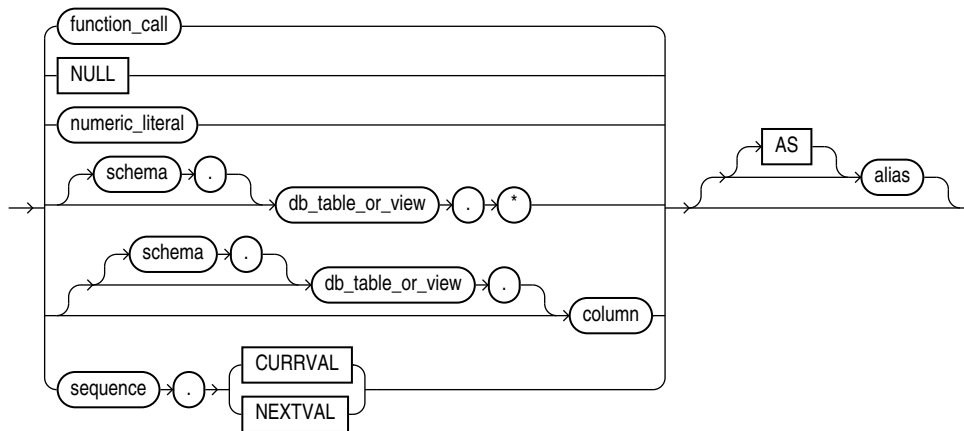 function_call
NULL
numeric_literal
AS
schema .
alias
db_table_or_view . *
schema .
db_table_or_view .
column
CURRVAL
sequence .
NEXTVAL